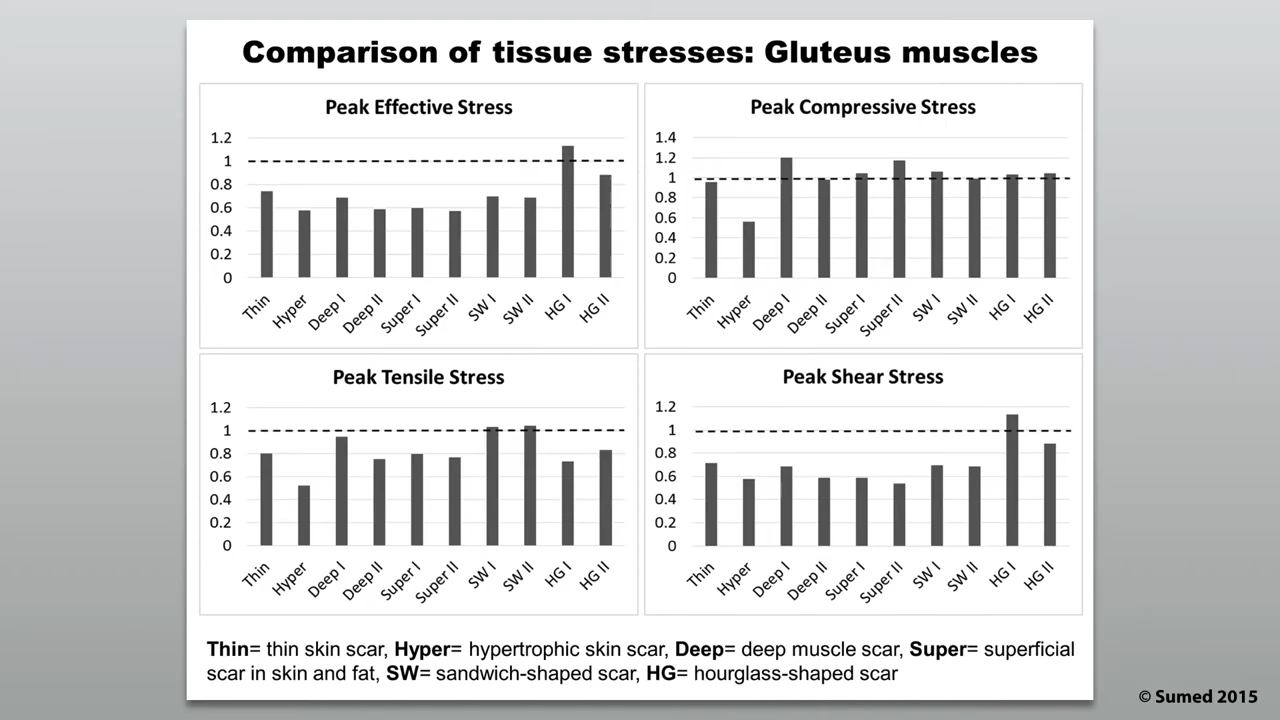 Comparison of tissue stresses: Gluteus muscles
Peak Effective Stress
1.2
1
0.8
0.6
0.4
0.2
0
Thin
Hyper
Deep I
Deep II
Super I
Super II
SW I
SW II
HG I
HG II
Peak Compressive Stress
1.4
1.2
1
0.8
0.6
0.4
0.2
0
Thin
Hyper
Deep I
Deep II
Super I
Super II
SW I
SW II
HG I
HG II
Peak Tensile Stress
1.2
1
0.8
0.6
0.4
0.2
0
Thin
Hyper
Deep I
Deep II
Super I
Super II
SW I
SW II
HG I
HG II
Peak Shear Stress
1.2
1
0.8
0.6
0.4
0.2
0
Thin
Hyper
Deep I
Deep II
Super I
Super II
SW I
SW II
HG I
HG II
Thin= thin skin scar, Hyper= hypertrophic skin scar, Deep= deep muscle scar, Super= superficial
scar in skin and fat, SW= sandwich-shaped scar, HG= hourglass-shaped scar
© Sumed 2015